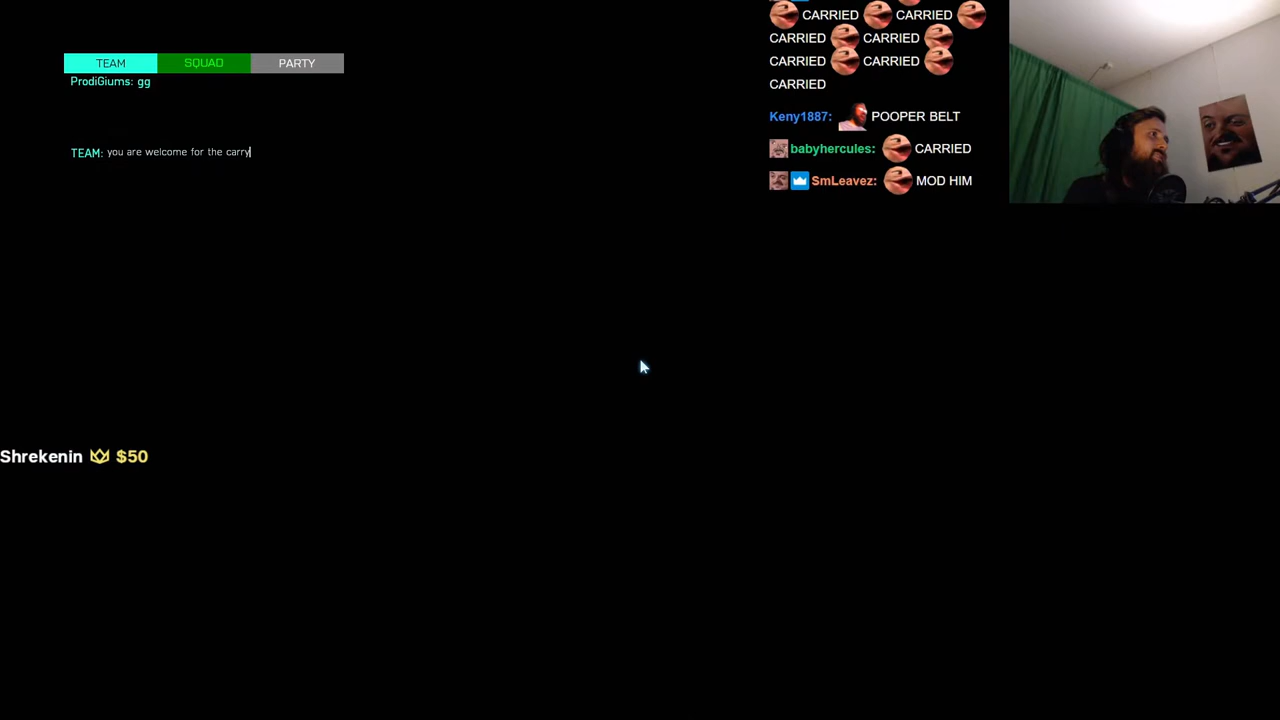 TEAM SQUAD PARTY
ProdiGiums: gg
TEAM: you are welcome for the carry
CARRIED CARRIED
CARRIED CARRIED
CARRIED CARRIED
CARRIED
Keny1887: POOPER BELT
babyhercules: CARRIED
SmLeavez: MOD HIM
Shrekenin $50